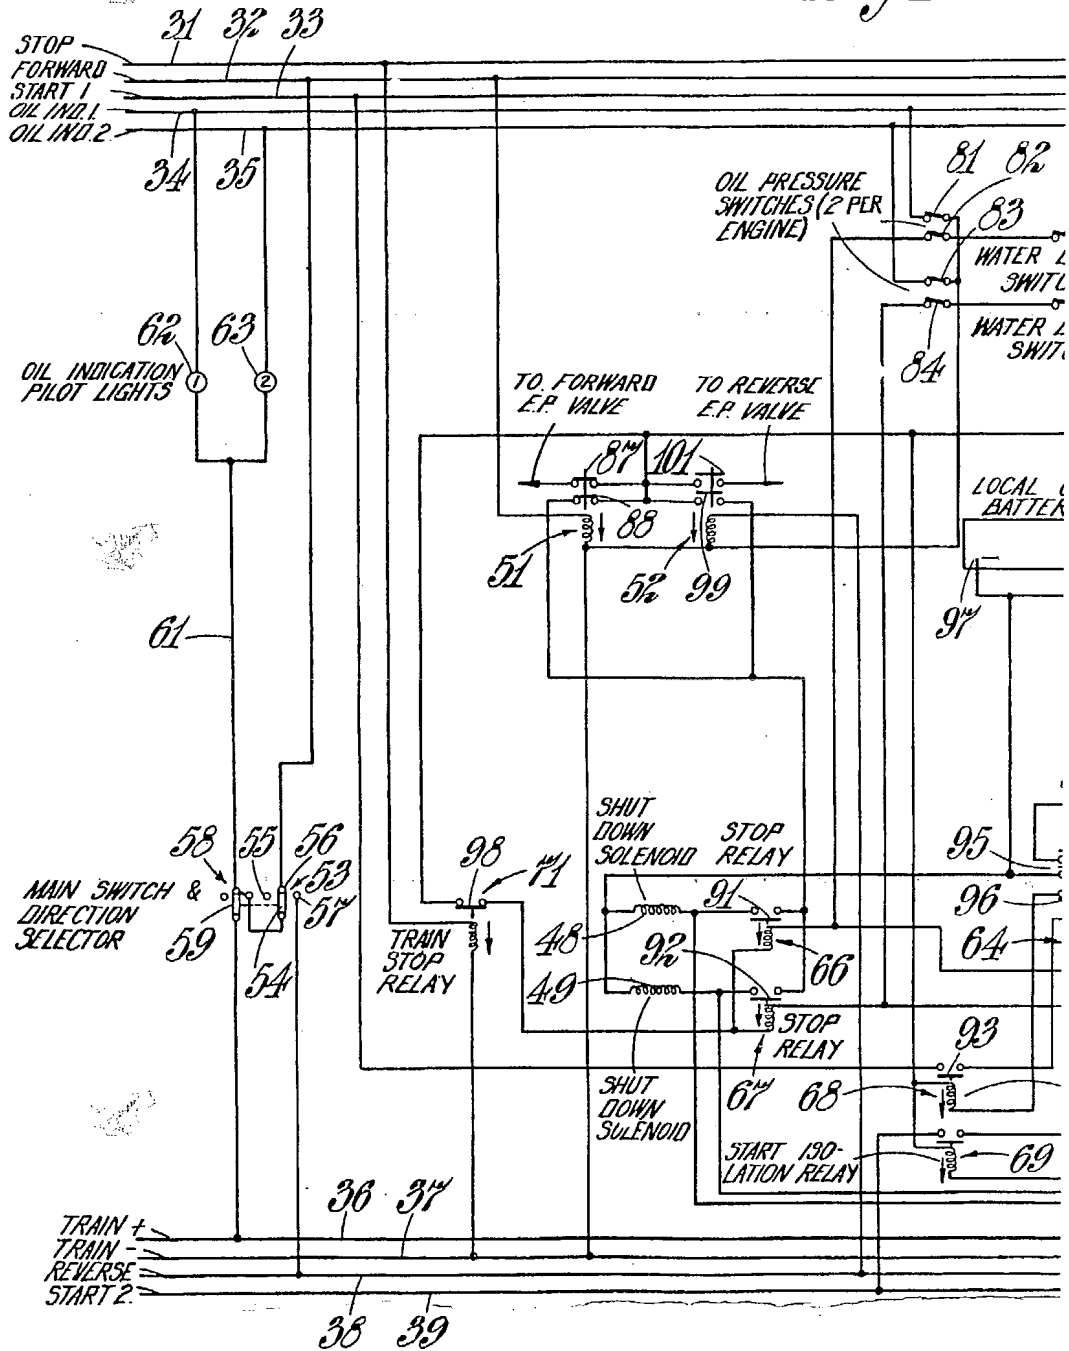 31 32 33
STOP
FORWARD
START 1
OIL IND.1.
OIL IND.2.
34 35
81 82
OIL PRESSURE
SWITCHES (2 PER
ENGINE)
83
WATER L
SWITC
WATER L
SWITC
84
62 63
OIL INDICATION
PILOT LIGHTS
1 2
TO FORWARD
E.P. VALVE
TO REVERSE
E.P. VALVE
87 101
88
51 52 99
LOCAL
BATTER
97
61
SHUT
DOWN
SOLENOID
STOP
RELAY
95
58 55 56
53
57
98 71
91
96
MAIN SWITCH &
DIRECTION
SELECTOR
59 54
TRAIN
STOP
RELAY
48 92 66
64
49
STOP
RELAY
93
67 68
SHUT
DOWN
SOLENOID
START ISO-
LATION RELAY
69
36 37
TRAIN +
TRAIN -
REVERSE
START 2.
38 39